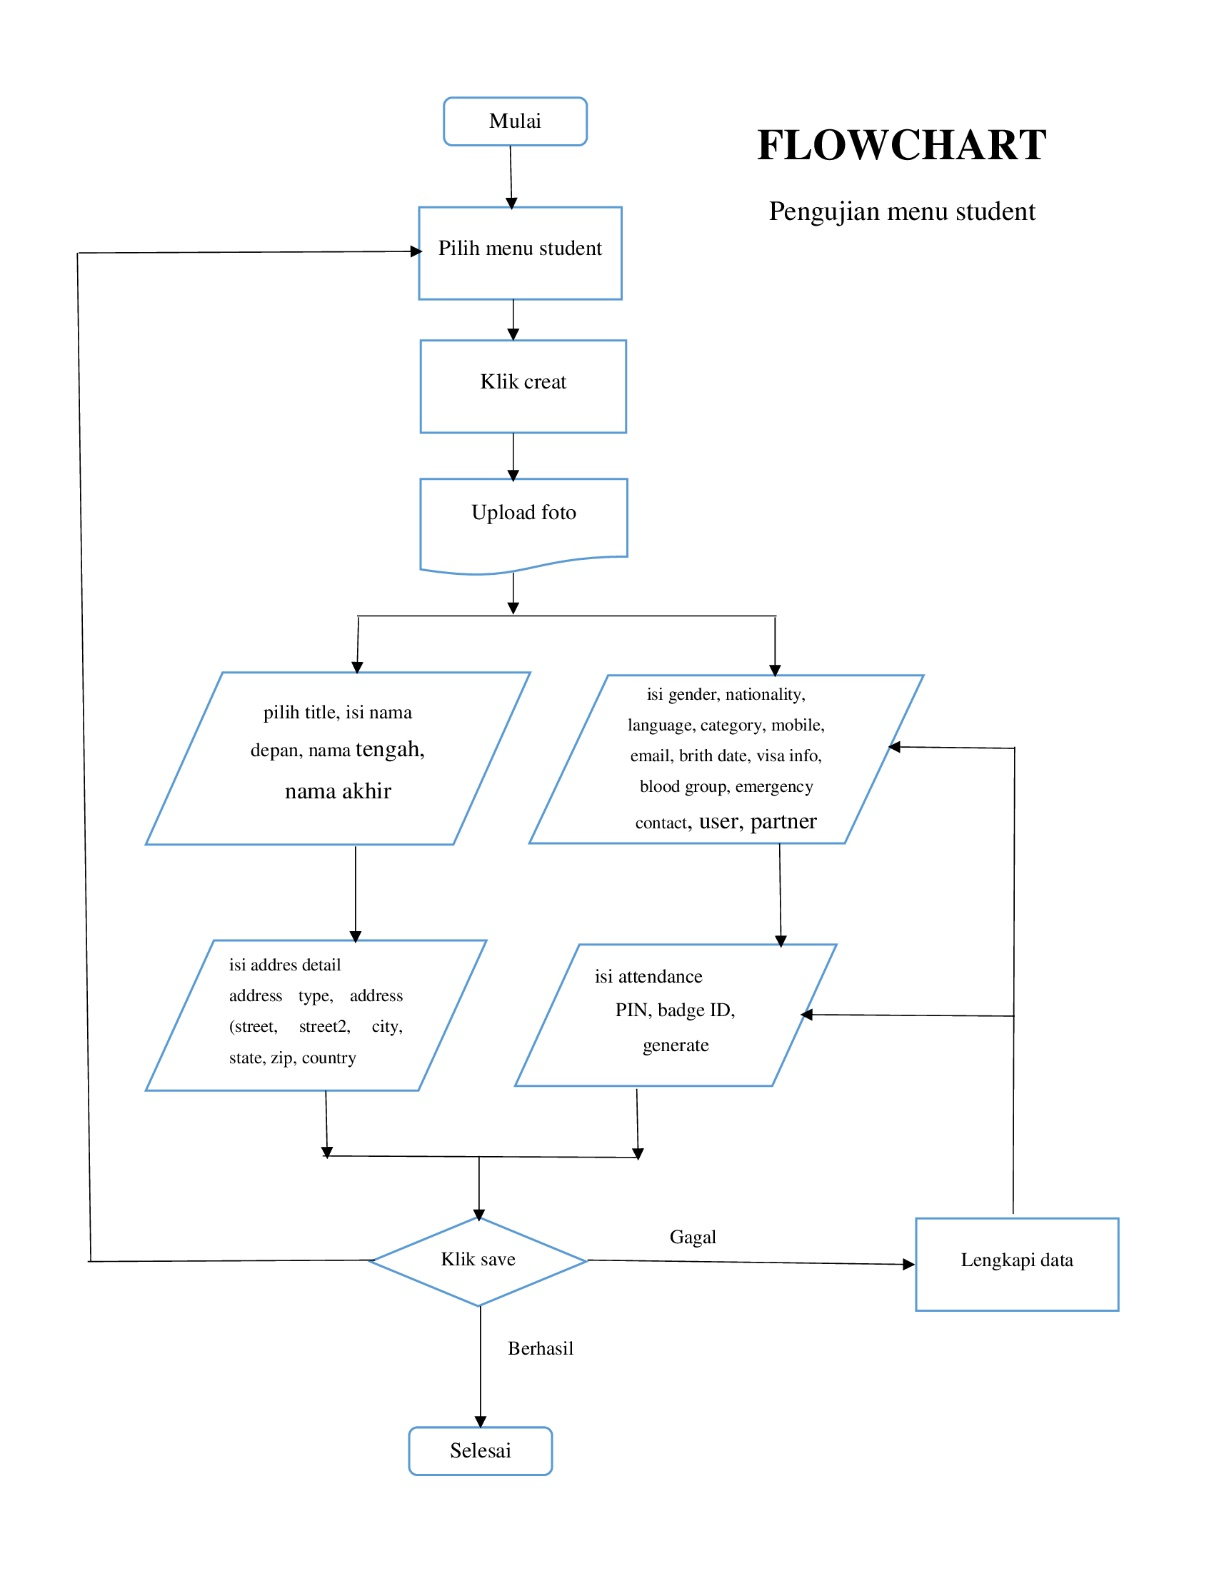 Mulai
FLOWCHART
Pengujian menu student
Pilih menu student
Klik creat
Upload foto
pilih title, isi nama
depan, nama tengah,
nama akhir
isi gender, nationality,
language, category, mobile,
email, brith date, visa info,
blood group, emergency
contact, user, partner
isi addres detail
address type, address
(street, street2, city,
state, zip, country
isi attendance
PIN, badge ID,
generate
Klik save
Gagal
Lengkapi data
Berhasil
Selesai